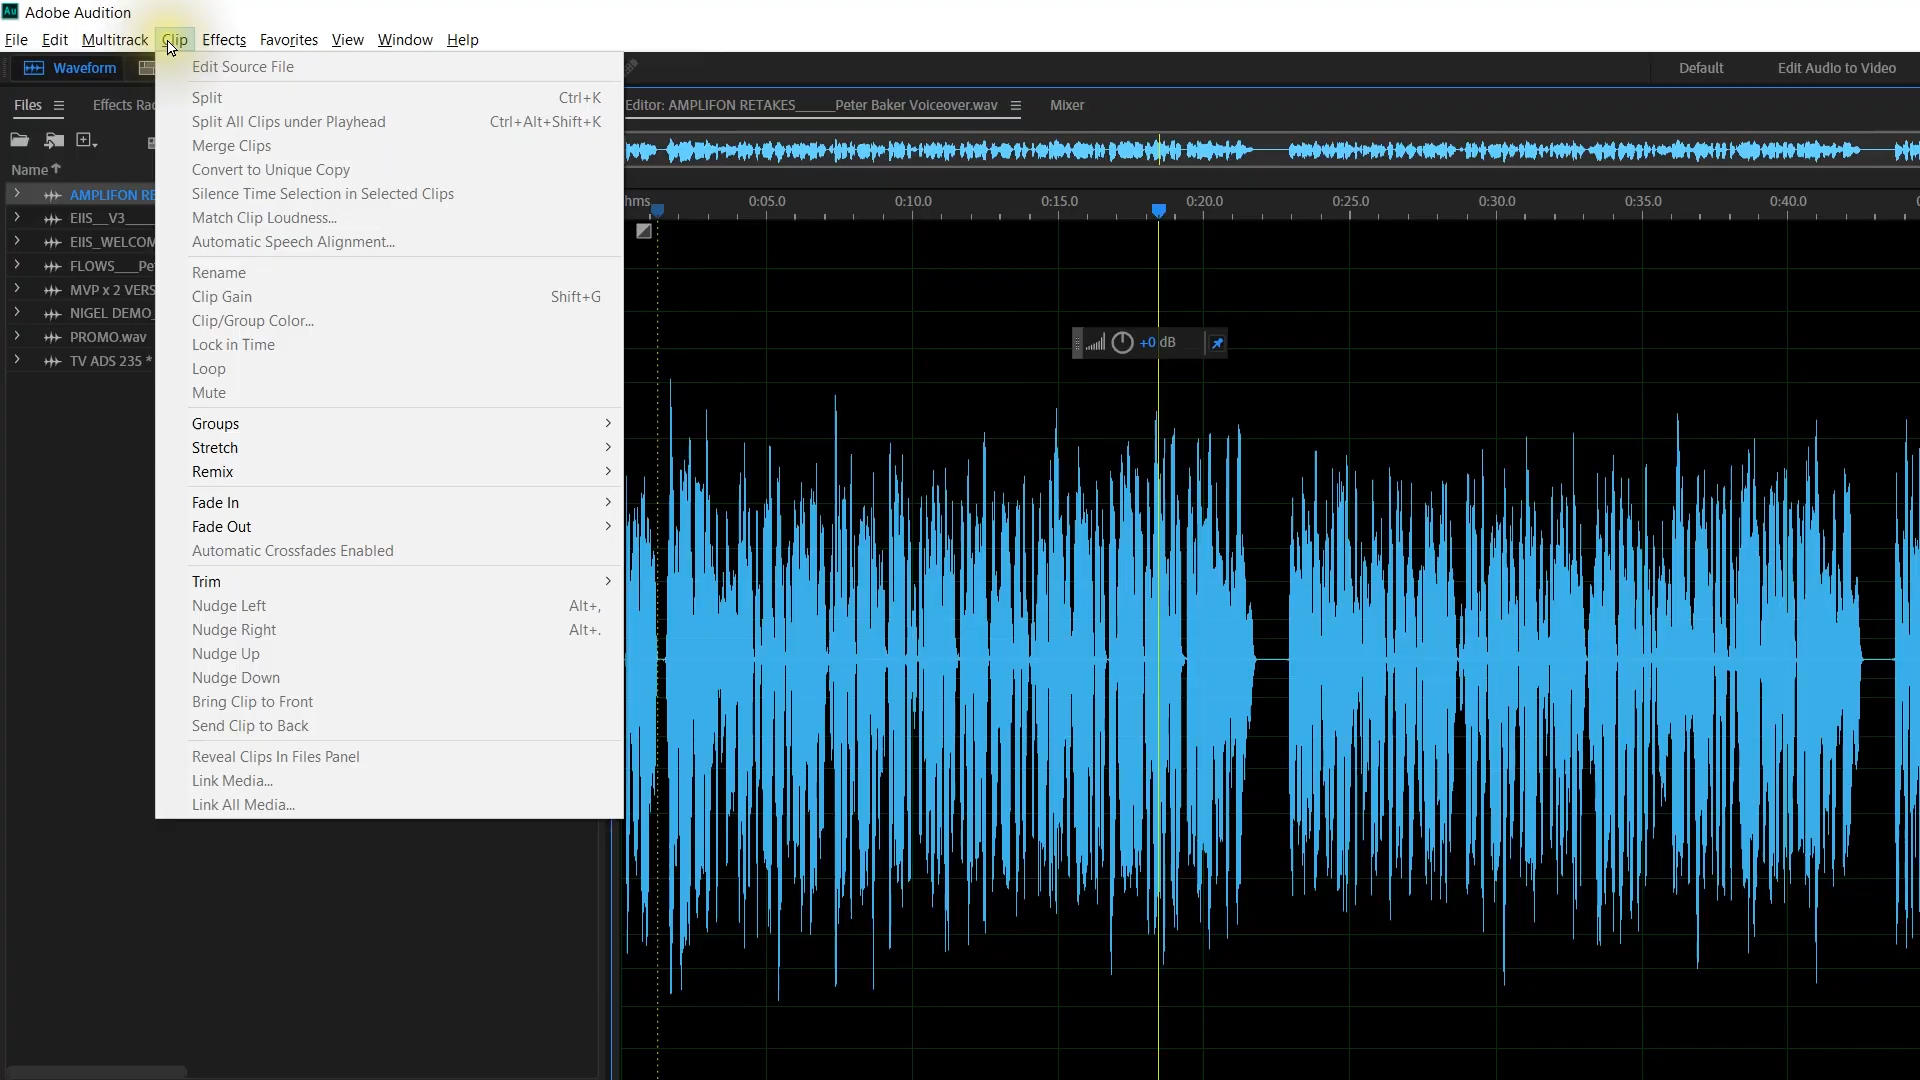 Au Adobe Audition
File Edit Multitrack Clip Effects Favorites View Window Help
Waveform
Default Edit Audio to Video
Files Effects Rac
Editor: AMPLIFON RETAKES______Peter Baker Voiceover.wav Mixer
Name
AMPLIFON RE
EIIS__V3____
EIIS_WELCOM
FLOWS___Pe
MVP x 2 VERS
NIGEL DEMO_
PROMO.wav
TV ADS 235 *
Edit Source File
Split Ctrl+K
Split All Clips under Playhead Ctrl+Alt+Shift+K
Merge Clips
Convert to Unique Copy
Silence Time Selection in Selected Clips
Match Clip Loudness...
Automatic Speech Alignment...
Rename
Clip Gain Shift+G
Clip/Group Color...
Lock in Time
Loop
Mute
Groups
Stretch
Remix
Fade In
Fade Out
Automatic Crossfades Enabled
Trim
Nudge Left Alt+,
Nudge Right Alt+.
Nudge Up
Nudge Down
Bring Clip to Front
Send Clip to Back
Reveal Clips In Files Panel
Link Media...
Link All Media...
hms 0:05.0 0:10.0 0:15.0 0:20.0 0:25.0 0:30.0 0:35.0 0:40.0
+0 dB